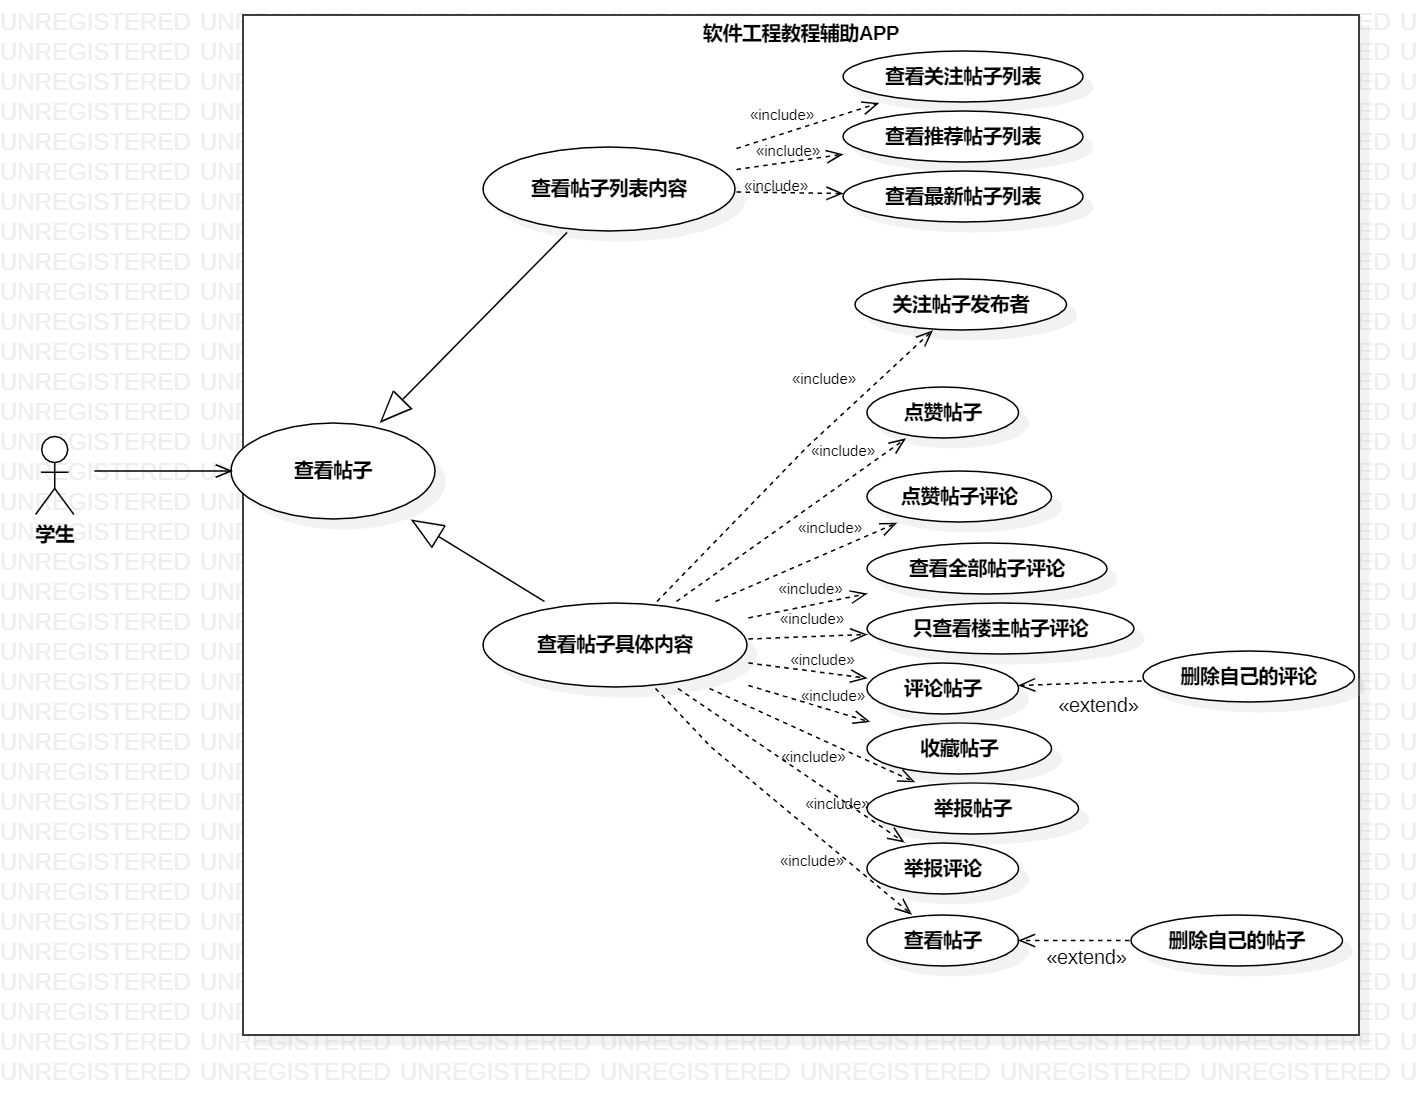 软件工程教程辅助APP
查看关注帖子列表
«include»
查看推荐帖子列表
«include»
查看帖子列表内容
«include»
查看最新帖子列表
关注帖子发布者
«include»
点赞帖子
«include»
查看帖子
学生
点赞帖子评论
«include»
查看全部帖子评论
«include»
«include»
只查看楼主帖子评论
查看帖子具体内容
«include»
评论帖子
删除自己的评论
«extend»
«include»
收藏帖子
«include»
举报帖子
«include»
举报评论
«include»
查看帖子
删除自己的帖子
«extend»
UNREGISTERED UNREGISTERED UNREGISTERED UNREGISTERED UNREGISTERED UNREGISTERED UNREGISTERED U